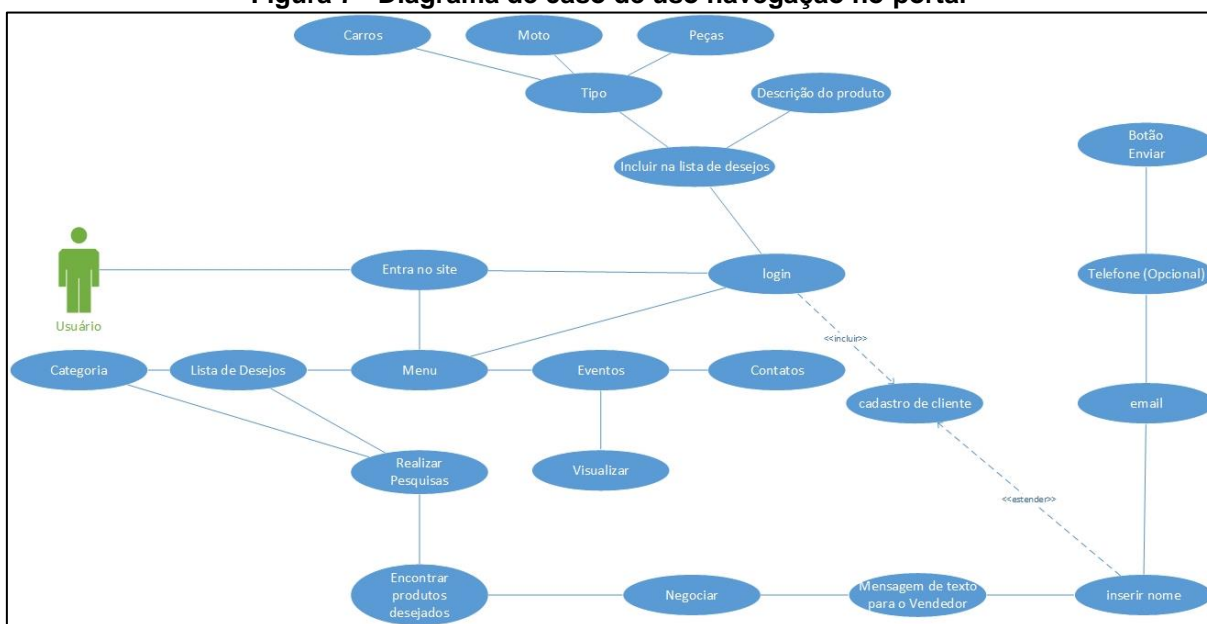 Figura 7 - Diagrama de caso de uso navegação no portal
Carros
Moto
Peças
Tipo
Descrição do produto
Botão
Enviar
Incluir na lista de desejos
Entra no site
login
Telefone (Opcional)
Usuário
<<incluir>>
Categoria
Lista de Desejos
Menu
Eventos
Contatos
cadastro de cliente
email
Realizar
Pesquisas
Visualizar
<<estender>>
Encontrar
produtos
desejados
Negociar
Mensagem de texto
para o Vendedor
inserir nome